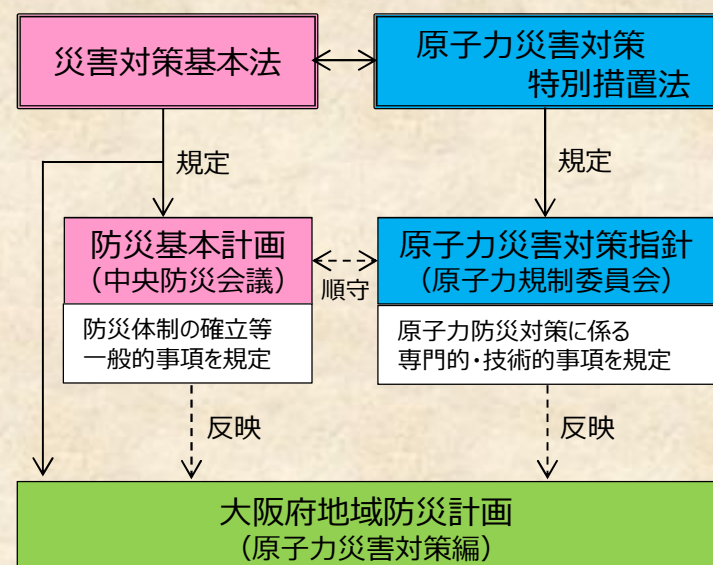 災害対策基本法
原子力災害対策
特別措置法
規定
規定
防災基本計画
（中央防災会議）
順守
原子力災害対策指針
（原子力規制委員会）
防災体制の確立等
一般的事項を規定
原子力防災対策に係る
専門的・技術的事項を規定
反映
反映
大阪府地域防災計画
（原子力災害対策編）